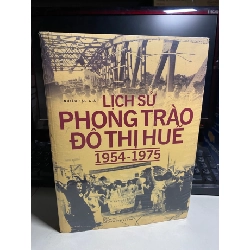 LỊCH SỬ
PHONG TRÀO
ĐÔ THỊ HUẾ
1954-1975